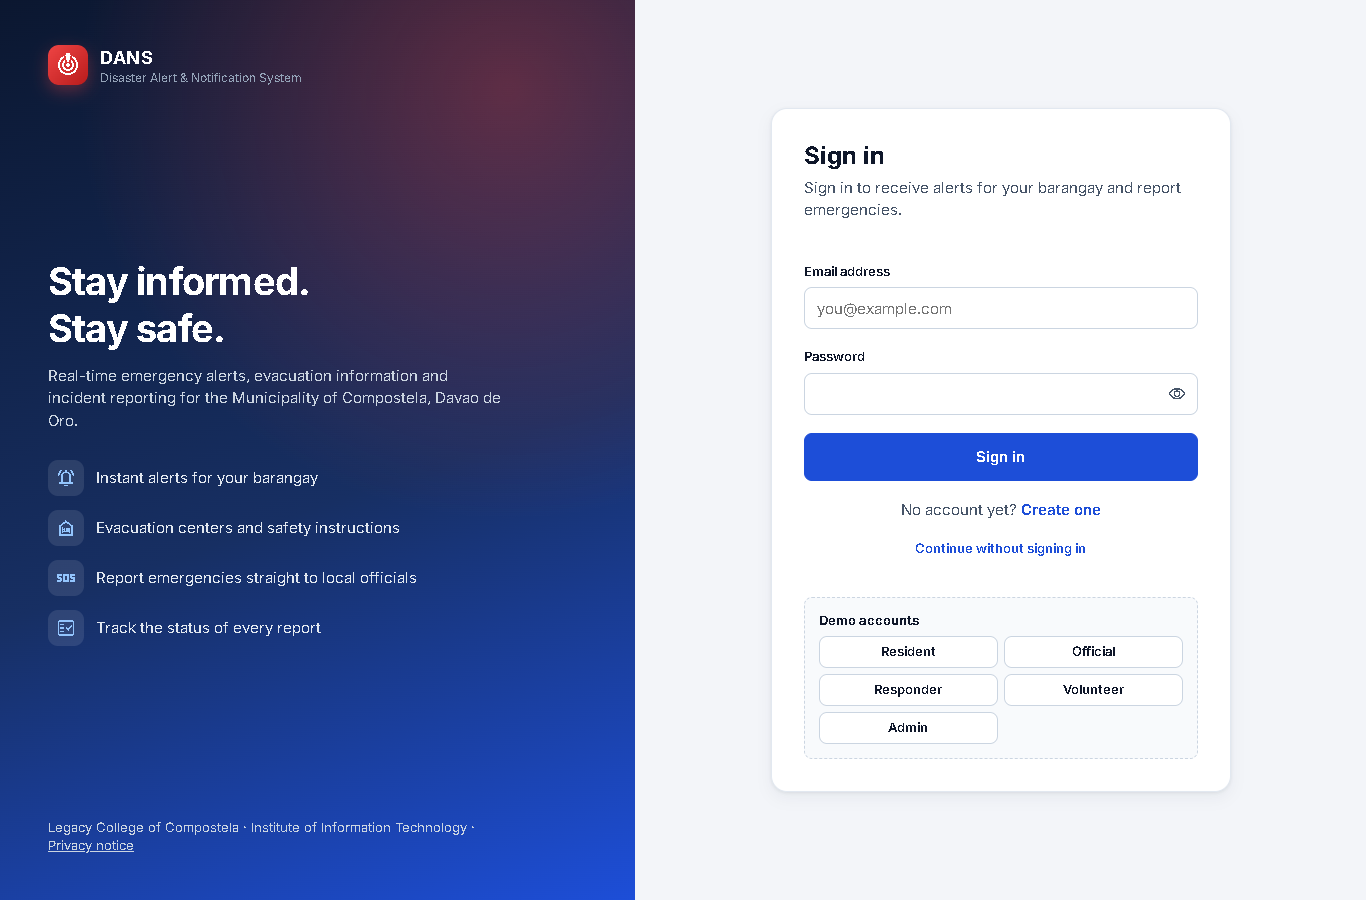 DANS
Disaster Alert & Notification System
Stay informed.
Stay safe.
Real-time emergency alerts, evacuation information and
incident reporting for the Municipality of Compostela, Davao de
Oro.
Instant alerts for your barangay
Evacuation centers and safety instructions
SOS
Report emergencies straight to local officials
Track the status of every report
Legacy College of Compostela · Institute of Information Technology ·
Privacy notice
Sign in
Sign in to receive alerts for your barangay and report
emergencies.
Email address
you@example.com
Password
Sign in
No account yet? Create one
Continue without signing in
Demo accounts
Resident
Official
Responder
Volunteer
Admin